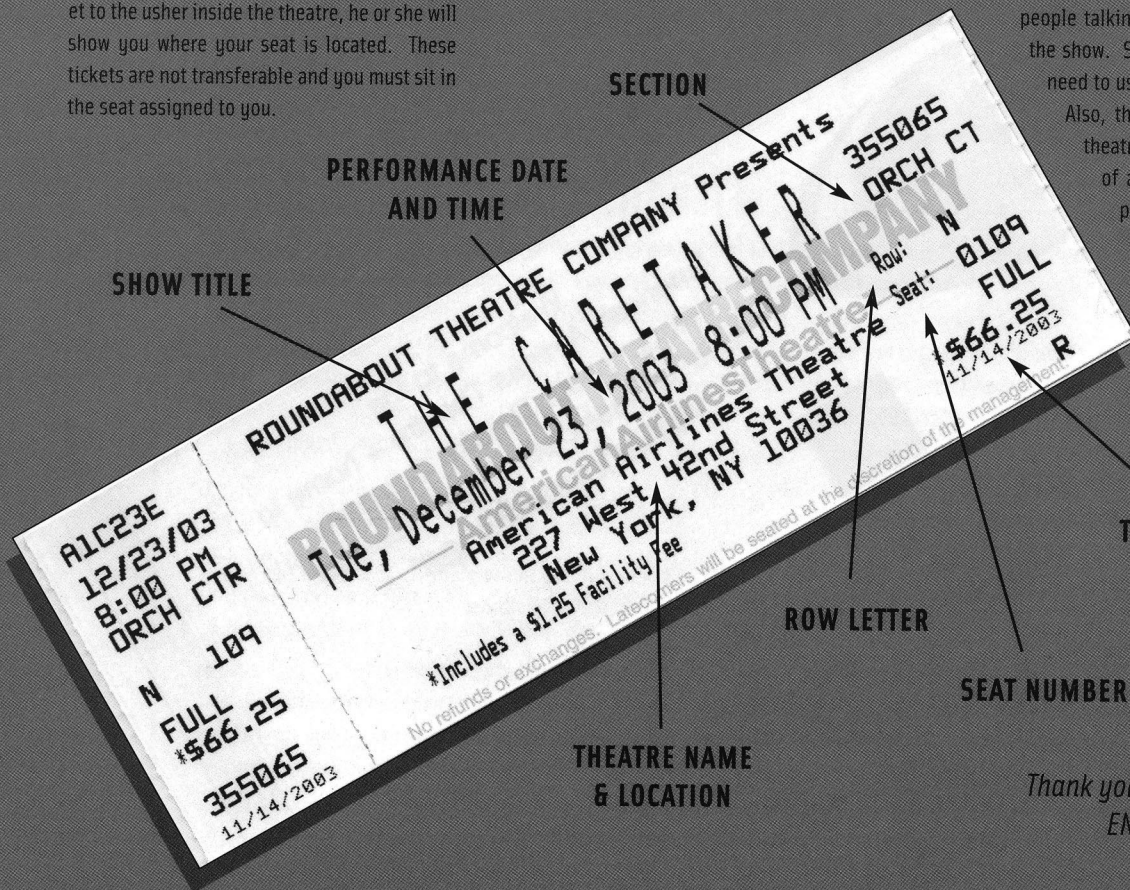 et to the usher inside the theatre, he or she will
show you where your seat is located. These
tickets are not transferable and you must sit in
the seat assigned to you.
people talkin
the show. S
need to us
Also, th
theatr
of a
p
SECTION
PERFORMANCE DATE
AND TIME
SHOW TITLE
A1C23E
12/23/03
8:00 PM
ORCH CTR
109
N
FULL
*$66.25
355065
11/14/2003
ROUNDABOUT THEATRE COMPANY Presents
THE CARETAKER
Tue, December 23, 2003 8:00 PM
American Airlines Theatre
227 West 42nd Street
New York, NY 10036
*Includes a $1.25 Facility Fee
No refunds or exchanges. Latecomers will be seated at the discretion of the management.
ROUNDABOUTTHEATRECOMPANY
AmericanAirlinesTheatre
355065
ORCH CT
Row: N
Seat: 0109
FULL
*$66.25
11/14/2003
R
T
ROW LETTER
SEAT NUMBER
THEATRE NAME
& LOCATION
Thank yo
EN